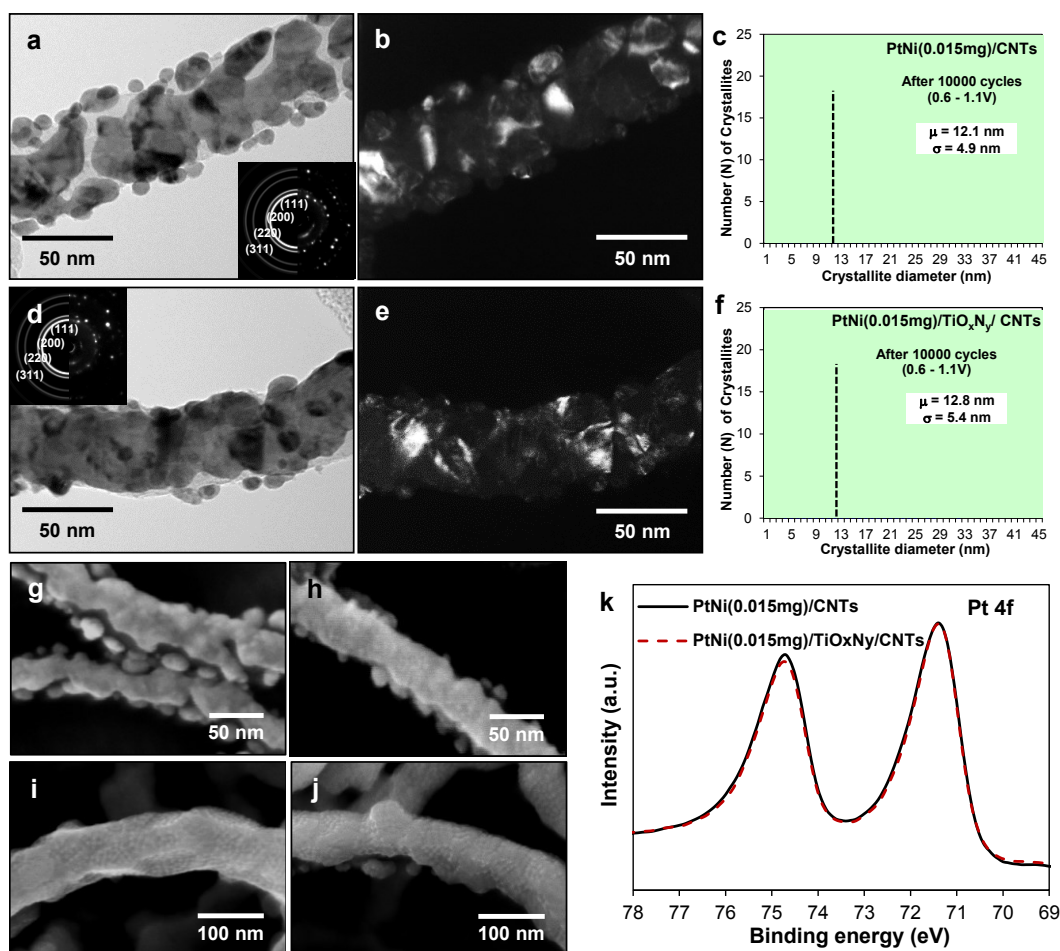 a
(111)
(200)
(220)
(311)
50 nm
b
50 nm
c
PtNi(0.015mg)/CNTs
After 10000 cycles
(0.6 - 1.1V)
μ = 12.1 nm
σ = 4.9 nm
Number (N) of Crystallites
25
20
15
10
5
0
1 5 9 13 17 21 25 29 33 37 41 45
Crystallite diameter (nm)
d
(111)
(200)
(220)
(311)
50 nm
e
50 nm
f
PtNi(0.015mg)/TiOxNy/ CNTs
After 10000 cycles
(0.6 - 1.1V)
μ = 12.8 nm
σ = 5.4 nm
Number (N) of Crystallites
25
20
15
10
5
0
1 5 9 13 17 21 25 29 33 37 41 45
Crystallite diameter (nm)
g
50 nm
h
50 nm
i
100 nm
j
100 nm
k
PtNi(0.015mg)/CNTs
PtNi(0.015mg)/TiOxNy/CNTs
Pt 4f
Intensity (a.u.)
78 77 76 75 74 73 72 71 70 69
Binding energy (eV)